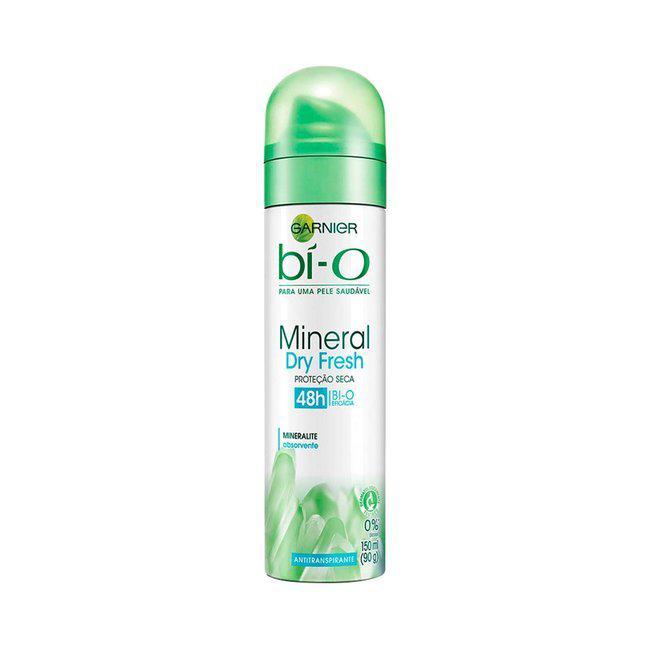 GARNIER
bí-O
PARA UMA PELE SAUDÁVEL
Mineral
Dry Fresh
PROTEÇÃO SECA
48h BI-O
EFICÁCIA
MINERALITE
absorvente
0%
150 ml
(90 g)
ANTITRANSPIRANTE